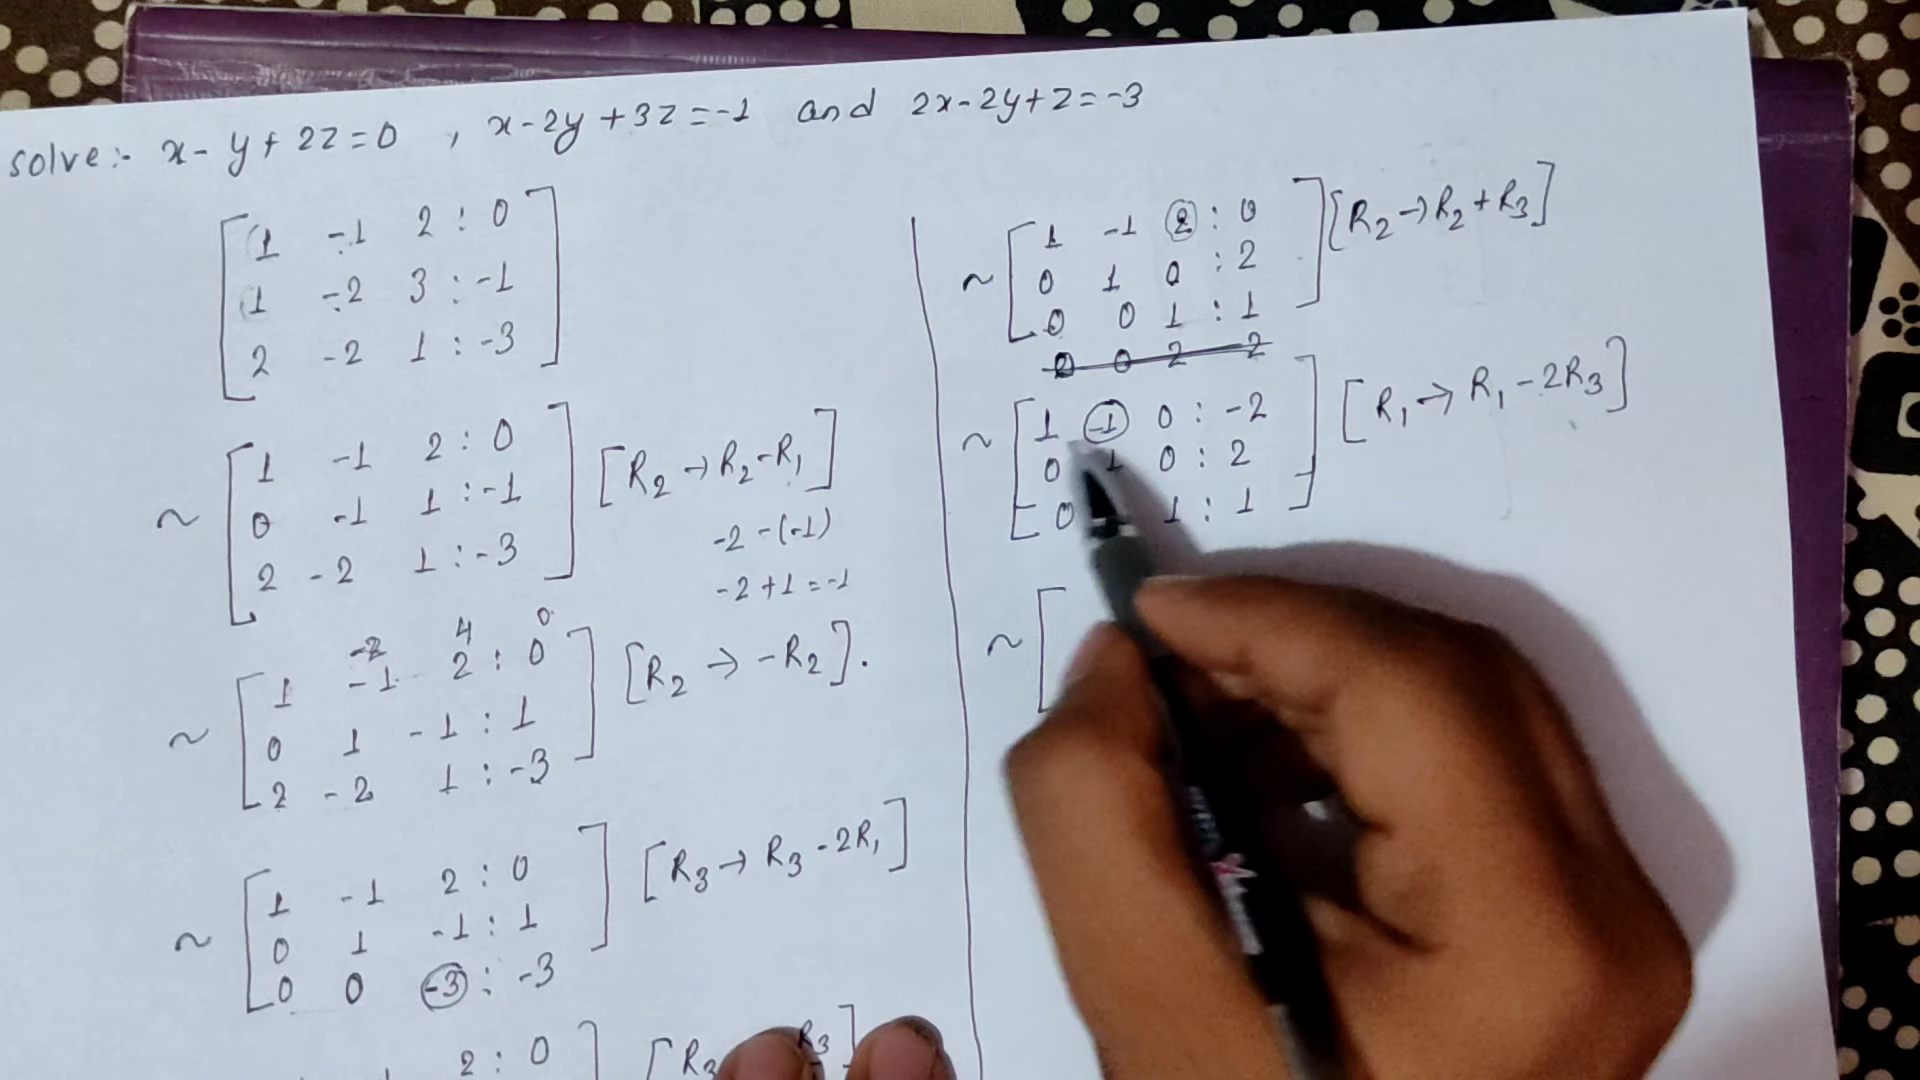 solve:- x - y + 2z = 0 , x - 2y + 3z = -1 and 2x - 2y + z = -3
[ 1 -1 2 : 0 ]
1 -2 3 : -1
2 -2 1 : -3
~ [ 1 -1 2 : 0 ] [R₂ → R₂ - R₁]
0 -1 1 : -1
2 -2 1 : -3
-2 - (-1)
-2 + 1 = -1
-2 4 0
~ [ 1 -1 2 : 0 ] [R₂ → -R₂].
0 1 -1 : 1
2 -2 1 : -3
~ [ 1 -1 2 : 0 ] [R₃ → R₃ - 2R₁]
0 1 -1 : 1
0 0 -3 : -3
2 : 0 ] [R₃ R₃ ]
~ [ 1 -1 2 : 0 ] [R₂ → R₂ + R₃]
0 1 0 : 2
0 0 1 : 1
0 2 -2
~ [ 1 -1 0 : -2 ] [R₁ → R₁ - 2R₃]
0 1 0 : 2
0 1 : 1
~ [